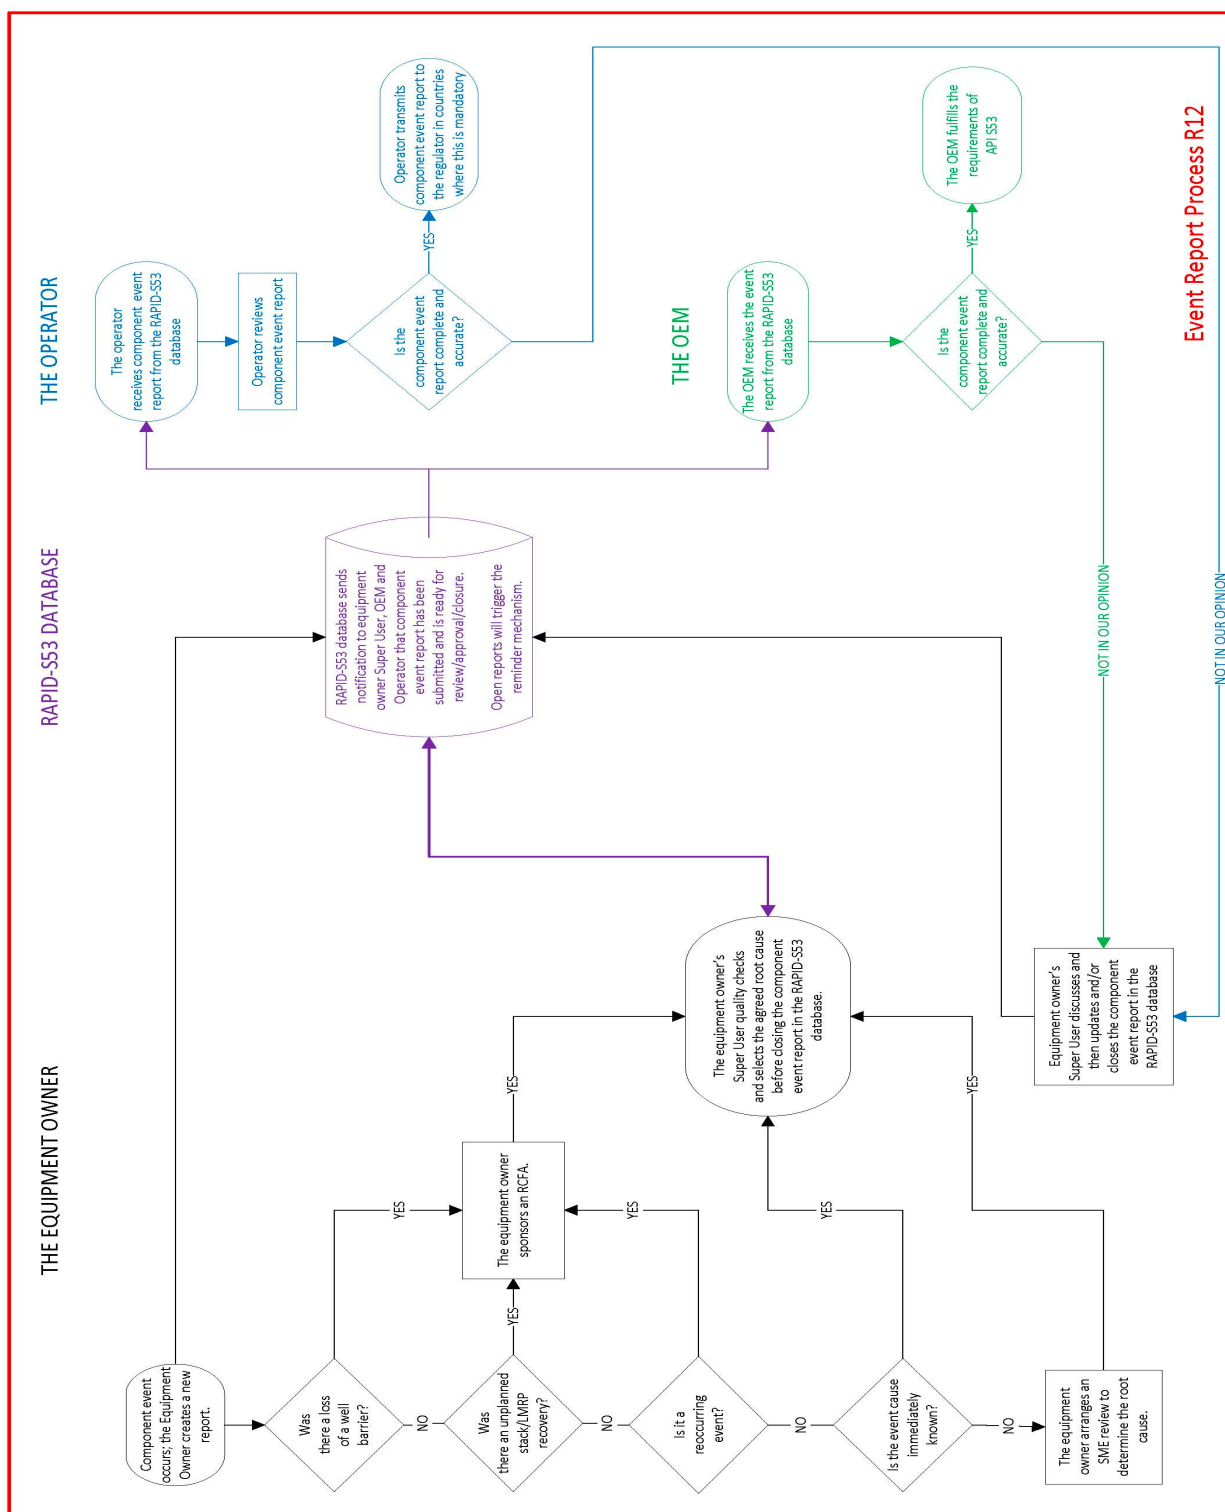 THE EQUIPMENT OWNER
RAPID-S53 DATABASE
THE OPERATOR
Component event
occurs; the Equipment
Owner creates a new
report.
Was
there a loss
of a well
barrier?
YES
NO
Was
there an unplanned
stack/LMRP
recovery?
YES
NO
Is it a
reoccurring
event?
YES
NO
Is the event cause
immediately
known?
YES
NO
The equipment
owner arranges an
SME review to
determine the root
cause.
YES
The equipment owner
sponsors an RCFA.
YES
The equipment owner's
Super User quality checks
and selects the agreed root cause
before closing the component
event report in the RAPID-S53
database.
Equipment owner's
Super User discusses and
then updates and/or
closes the component
event report in the
RAPID-S53 database
RAPID-S53 database sends
notification to equipment
owner Super User, OEM and
Operator that component
event report has been
submitted and is ready for
review/approval/closure.
Open reports will trigger the
reminder mechanism.
The operator
receives component event
report from the RAPID-S53
database
Operator reviews
component event report
Is the
component event
report complete and
accurate?
YES
Operator transmits
component event report to
the regulator in countries
where this is mandatory
THE OEM
The OEM receives the event
report from the RAPID-S53
database
Is the
component event
report complete and
accurate?
YES
The OEM fulfills the
requirements of
API S53
NOT IN OUR OPINION
NOT IN OUR OPINION
Event Report Process R12